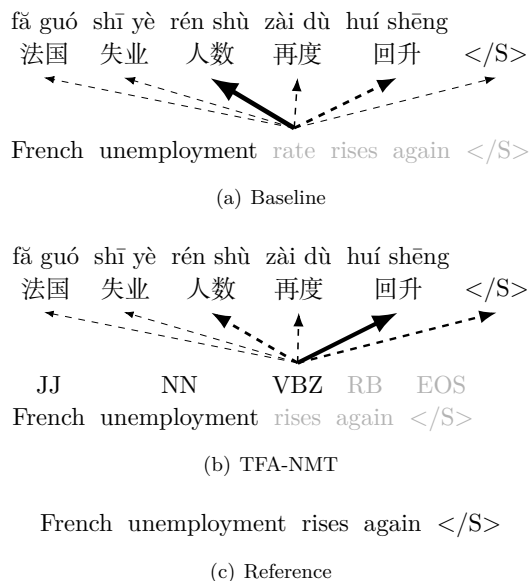 fǎ guó shī yè rén shù zài dù huí shēng
法国 失业 人数 再度 回升 </S>
French unemployment rate rises again </S>
(a) Baseline
fǎ guó shī yè rén shù zài dù huí shēng
法国 失业 人数 再度 回升 </S>
JJ NN VBZ RB EOS
French unemployment rises again </S>
(b) TFA-NMT
French unemployment rises again </S>
(c) Reference